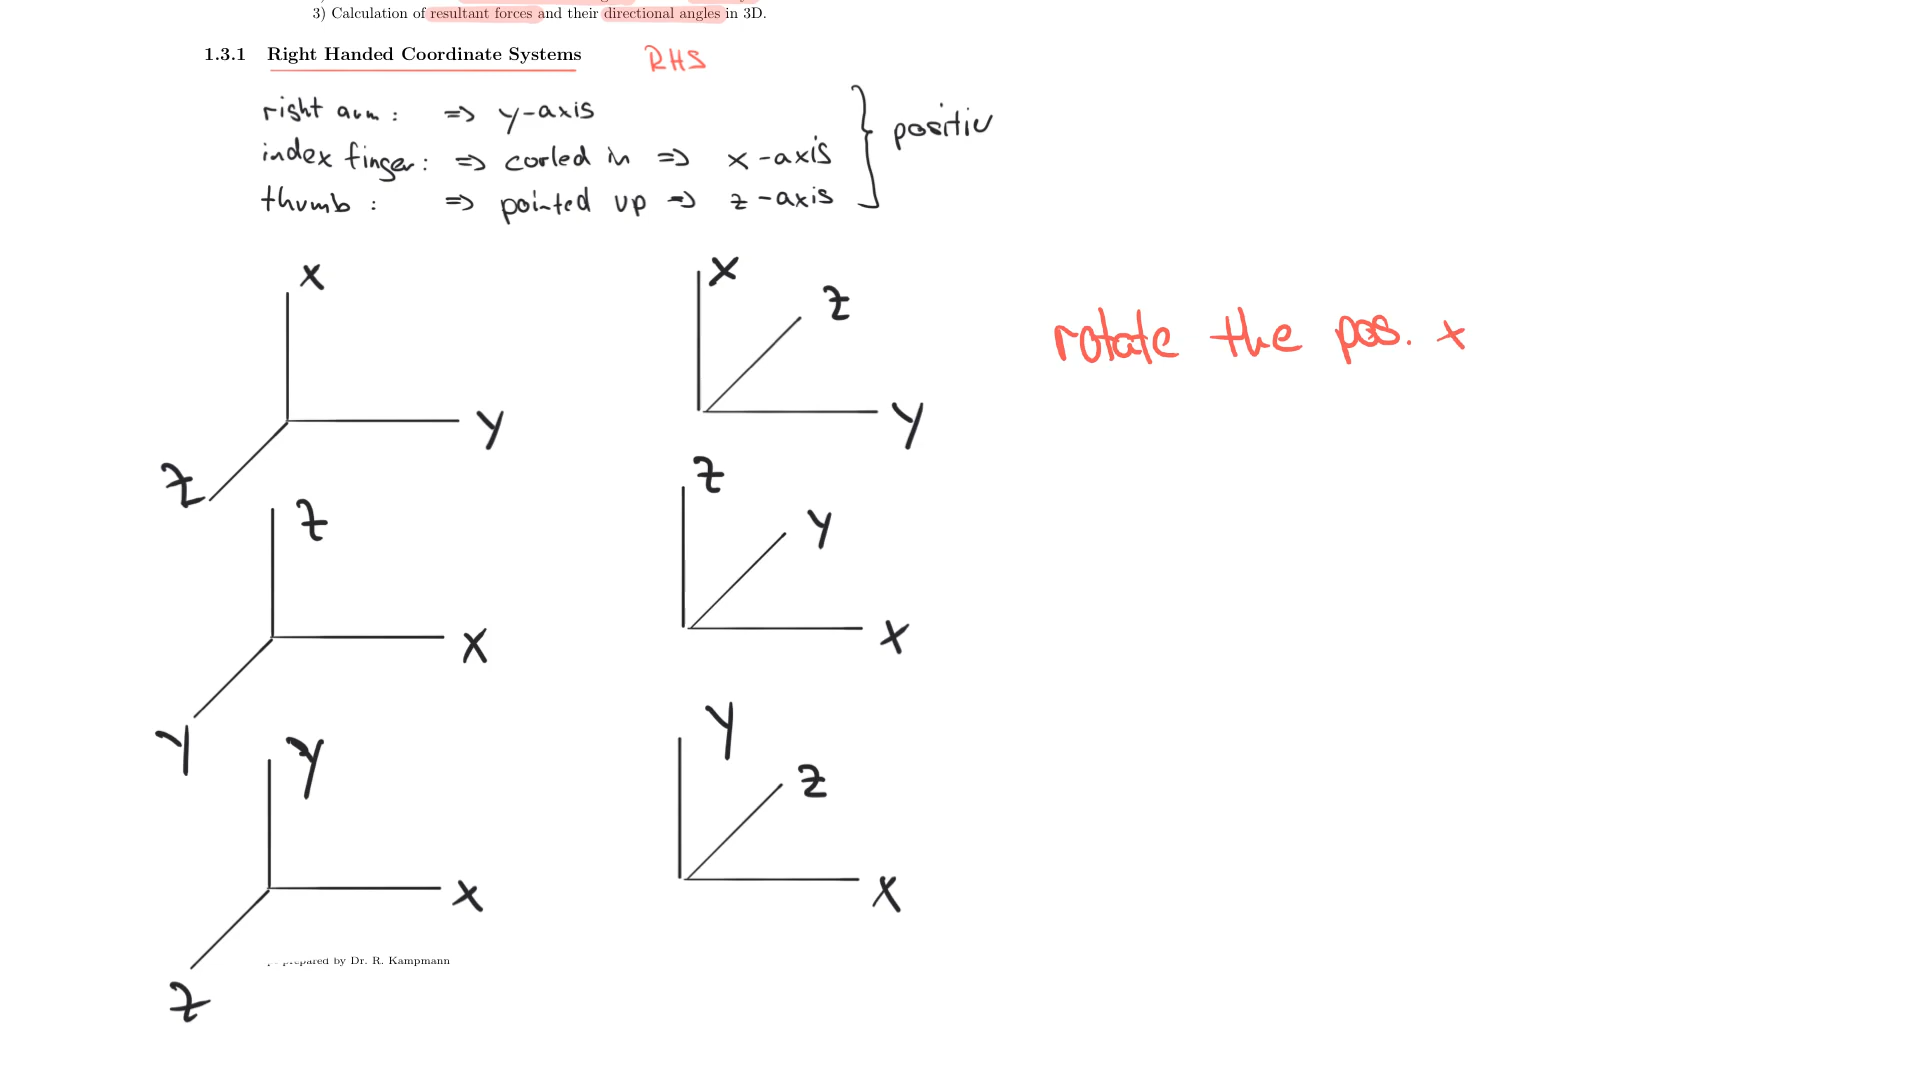 3) Calculation of resultant forces and their directional angles in 3D.
1.3.1 Right Handed Coordinate Systems RHS
right arm : => y-axis
index finger : => corled in => x-axis
thumb : => pointed up => z-axis
} positiv
X
Y
Z
X
Z
Y
rotate the pos. x
Z
X
Y
Z
Y
X
Y
X
Z
Y
Z
X
prepared by Dr. R. Kampmann